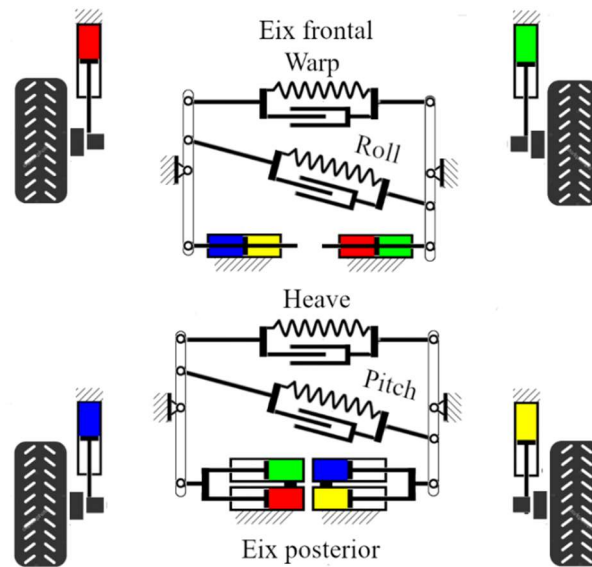 Eix frontal
Warp
Roll
Heave
Pitch
Eix posterior